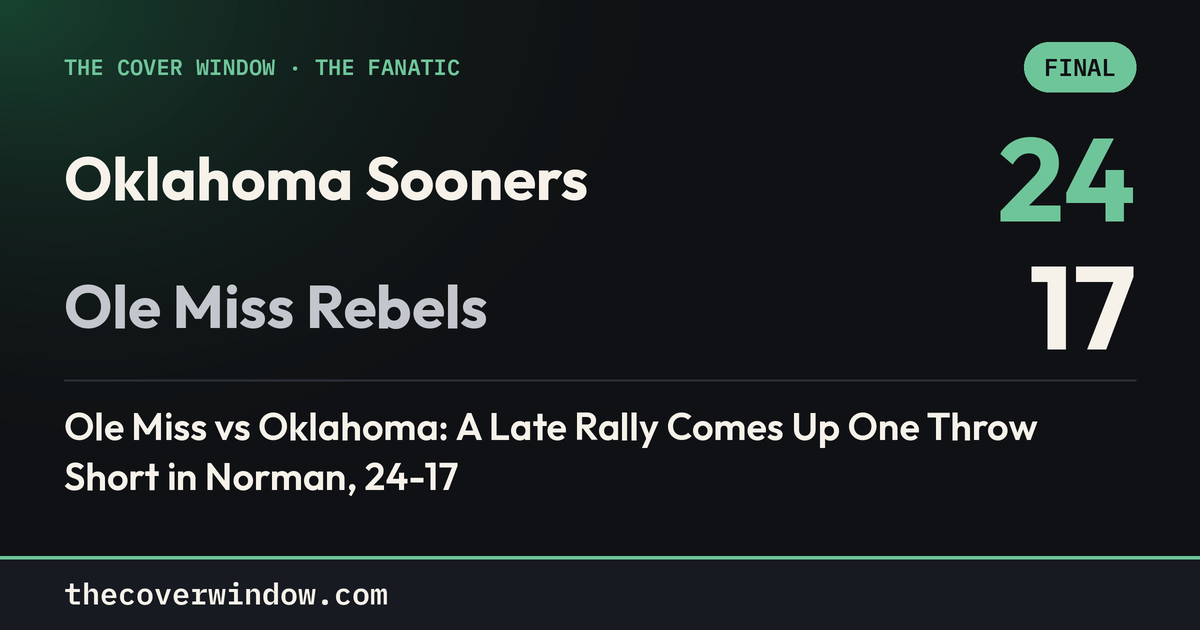 THE COVER WINDOW · THE FANATIC
FINAL
Oklahoma Sooners
24
Ole Miss Rebels
17
Ole Miss vs Oklahoma: A Late Rally Comes Up One Throw
Short in Norman, 24-17
thecoverwindow.com